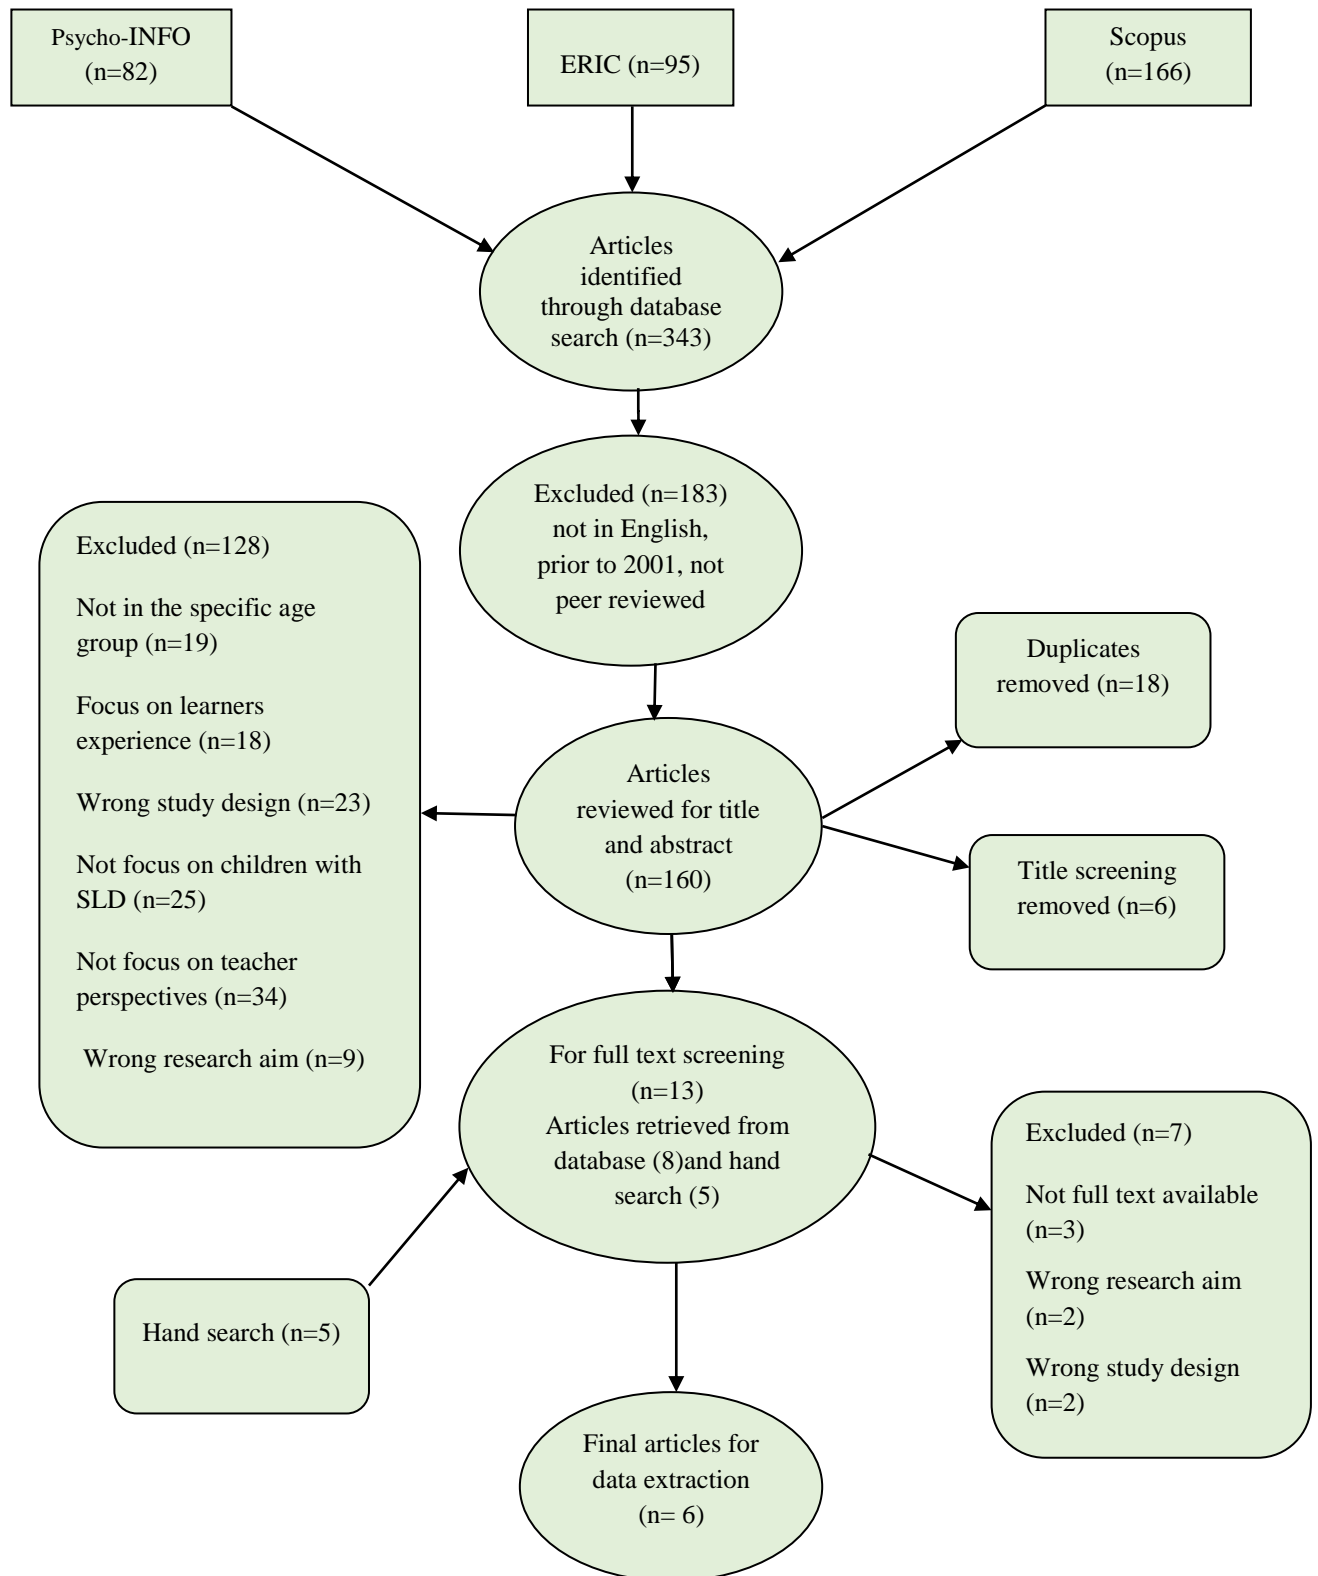 Psycho-INFO
(n=82)
ERIC (n=95)
Scopus
(n=166)
Articles
identified
through database
search (n=343)
Excluded (n=183)
not in English,
prior to 2001, not
peer reviewed
Excluded (n=128)
Not in the specific age
group (n=19)
Focus on learners
experience (n=18)
Wrong study design (n=23)
Not focus on children with
SLD (n=25)
Not focus on teacher
perspectives (n=34)
Wrong research aim (n=9)
Articles
reviewed for title
and abstract
(n=160)
Duplicates
removed (n=18)
Title screening
removed (n=6)
For full text screening
(n=13)
Articles retrieved from
database (8)and hand
search (5)
Hand search (n=5)
Excluded (n=7)
Not full text available
(n=3)
Wrong research aim
(n=2)
Wrong study design
(n=2)
Final articles for
data extraction
(n= 6)